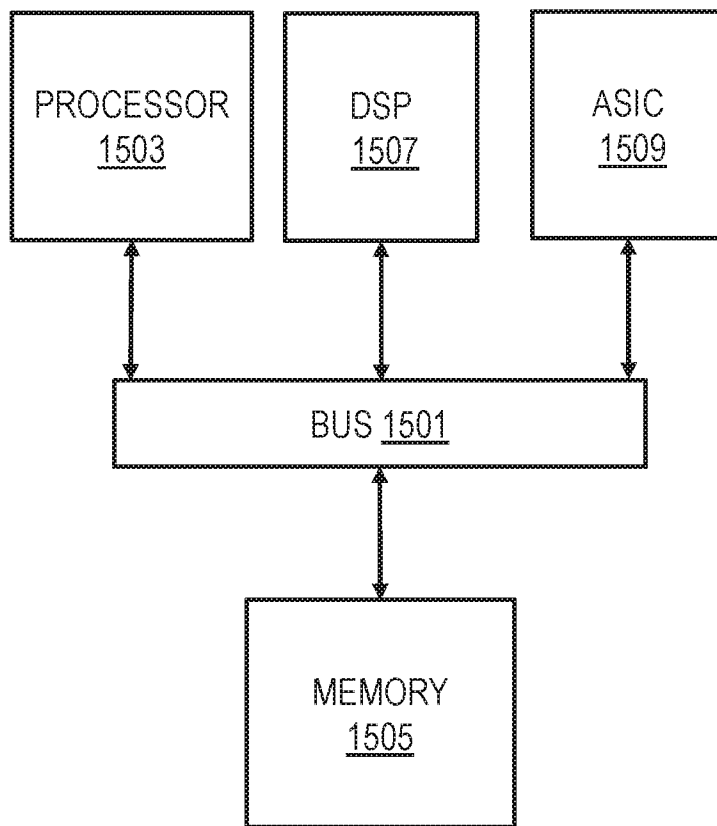 PROCESSOR
1503
DSP
1507
ASIC
1509
BUS 1501
MEMORY
1505